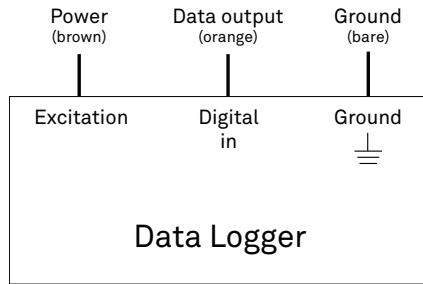 Power Data output Ground
(brown) (orange) (bare)
Excitation Digital Ground
in
Data Logger